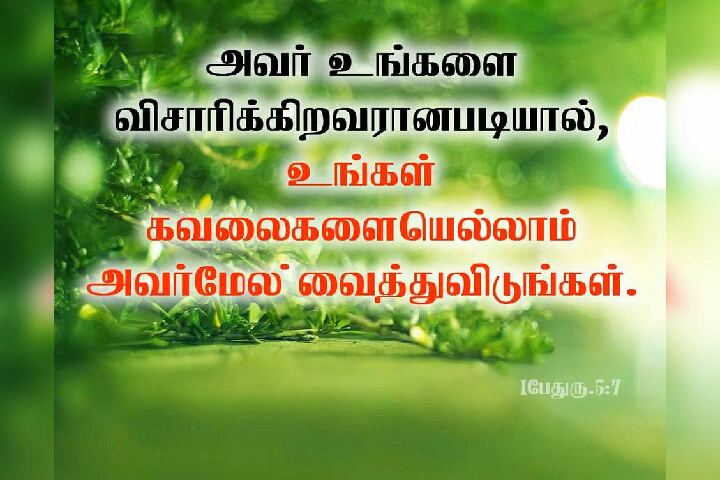 அவர் உங்களை
விசாரிக்கிறவரானபடியால்,
உங்கள்
கவலைகளையெல்லாம்
அவர்மேல் வைத்துவிடுங்கள்.
1பேதுரு.5:7